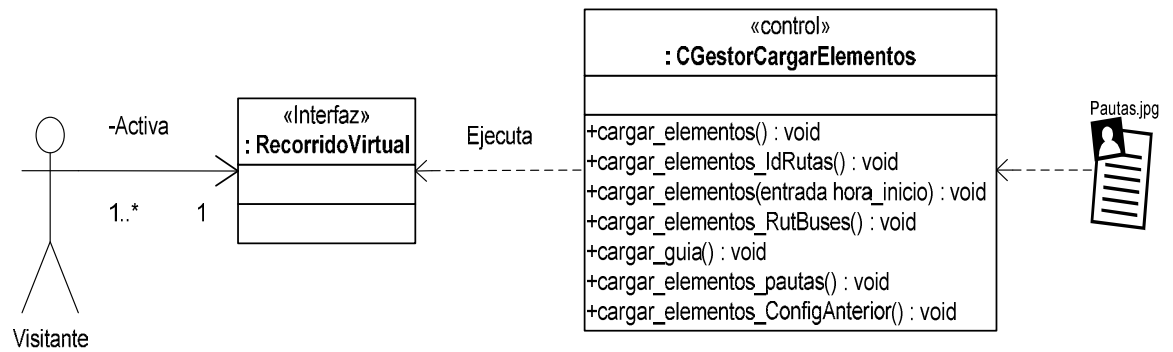 Visitante
-Activa
1..*
1
«Interfaz»
: RecorridoVirtual
Ejecuta
«control»
: CGestorCargarElementos
+cargar_elementos() : void
+cargar_elementos_IdRutas() : void
+cargar_elementos(entrada hora_inicio) : void
+cargar_elementos_RutBuses() : void
+cargar_guia() : void
+cargar_elementos_pautas() : void
+cargar_elementos_ConfigAnterior() : void
Pautas.jpg